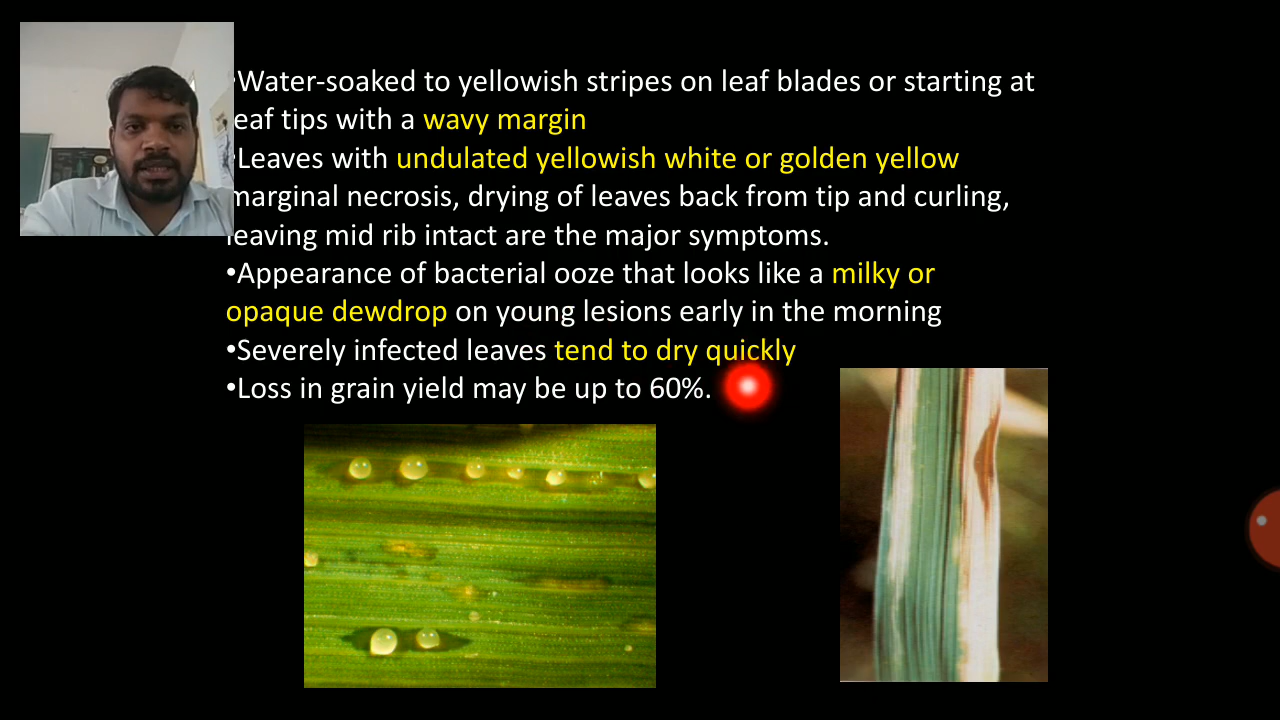 •Water-soaked to yellowish stripes on leaf blades or starting at
eaf tips with a wavy margin
•Leaves with undulated yellowish white or golden yellow
marginal necrosis, drying of leaves back from tip and curling,
leaving mid rib intact are the major symptoms.
•Appearance of bacterial ooze that looks like a milky or
opaque dewdrop on young lesions early in the morning
•Severely infected leaves tend to dry quickly
•Loss in grain yield may be up to 60%.